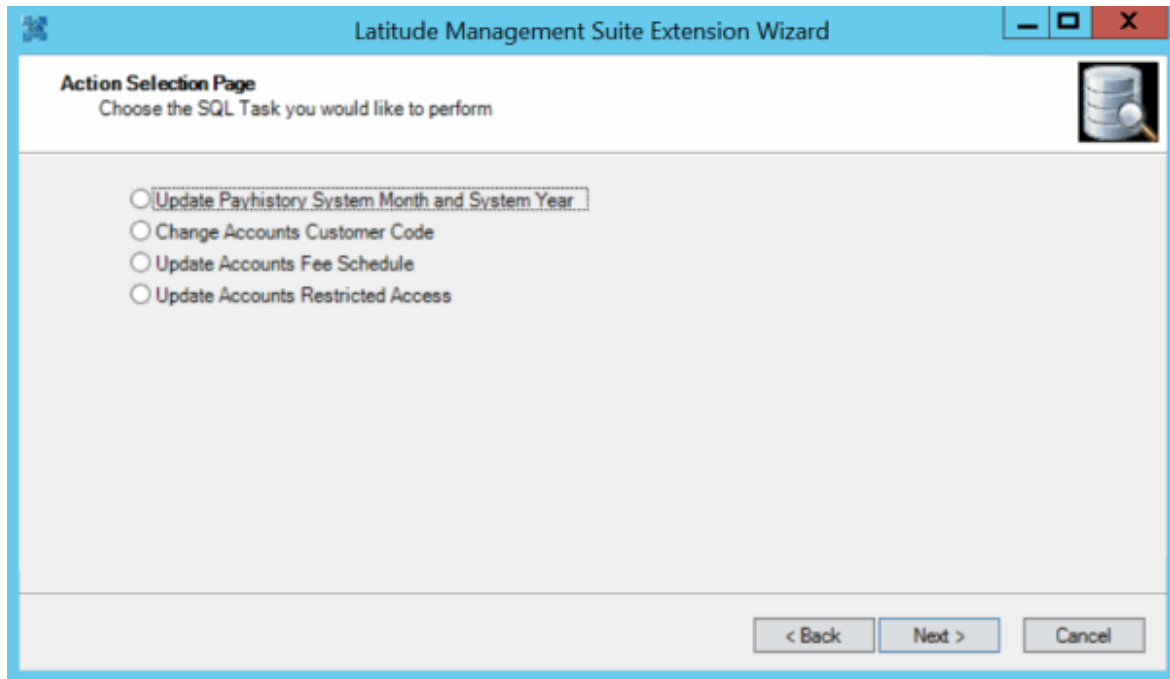 Latitude Management Suite Extension Wizard
X
Action Selection Page
Choose the SQL Task you would like to perform
Update Payhistory System Month and System Year
Change Accounts Customer Code
Update Accounts Fee Schedule
Update Accounts Restricted Access
< Back Next > Cancel